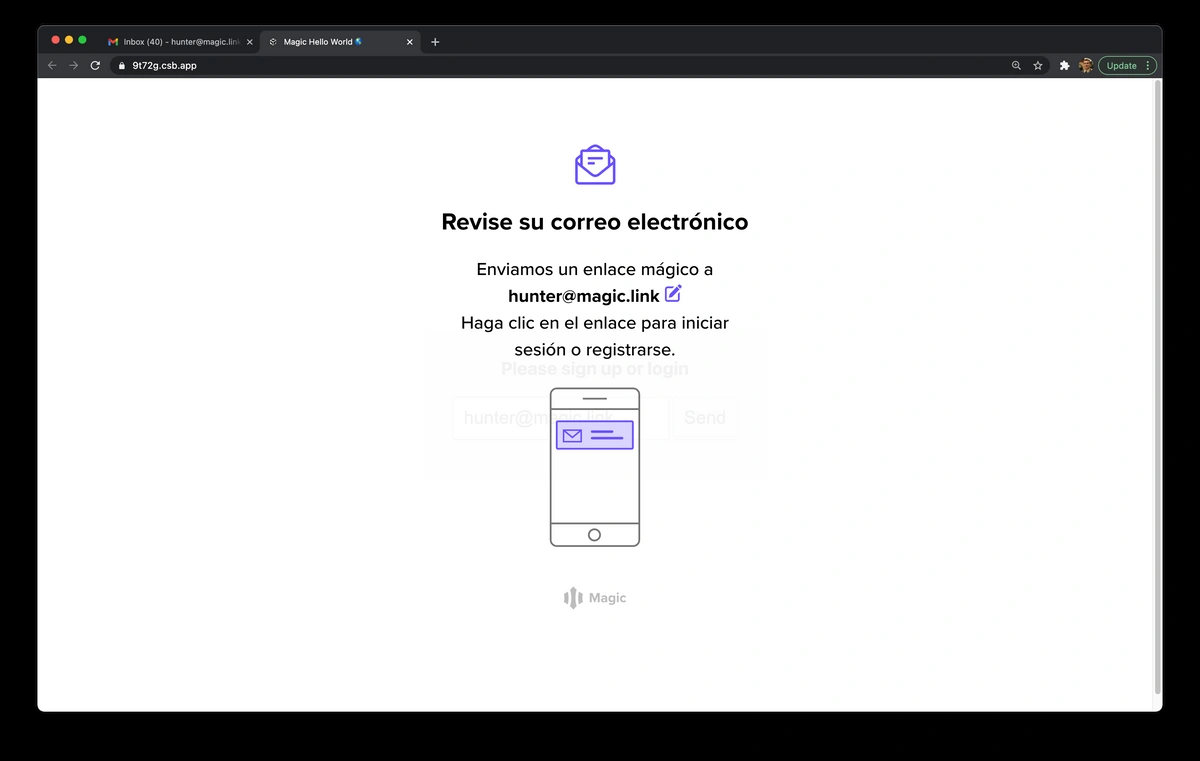 Inbox (40) - hunter@magic.lin
Magic Hello World
9t72g.csb.app
Update
Revise su correo electrónico
Enviamos un enlace mágico a
hunter@magic.link
Haga clic en el enlace para iniciar
sesión o registrarse.
Please sign up or login
hunter@magic.link
Send
Magic